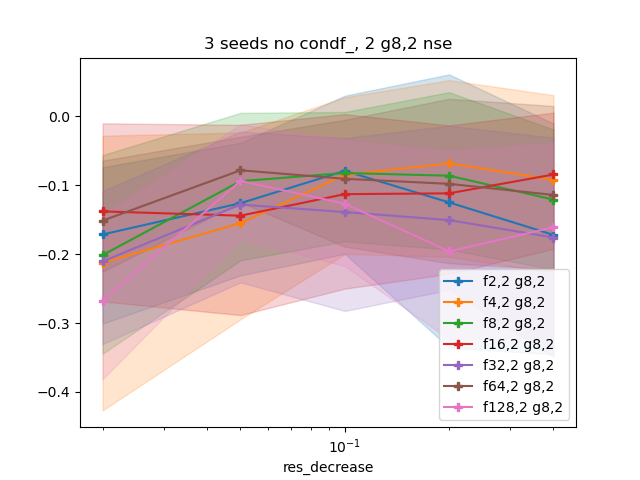 3 seeds no condf_, 2 g8,2 nse
0.0
−0.1
−0.2
−0.3
−0.4
f2,2 g8,2
f4,2 g8,2
f8,2 g8,2
f16,2 g8,2
f32,2 g8,2
f64,2 g8,2
f128,2 g8,2
10⁻¹
res_decrease